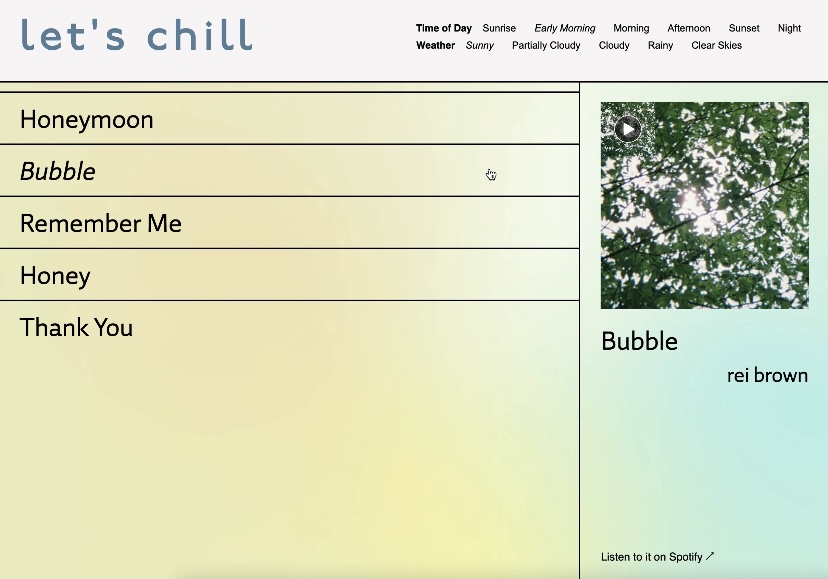 let's chill
Time of Day Sunrise Early Morning Morning Afternoon Sunset Night
Weather Sunny Partially Cloudy Cloudy Rainy Clear Skies
Honeymoon
Bubble
Remember Me
Honey
Thank You
Bubble
rei brown
Listen to it on Spotify ↗